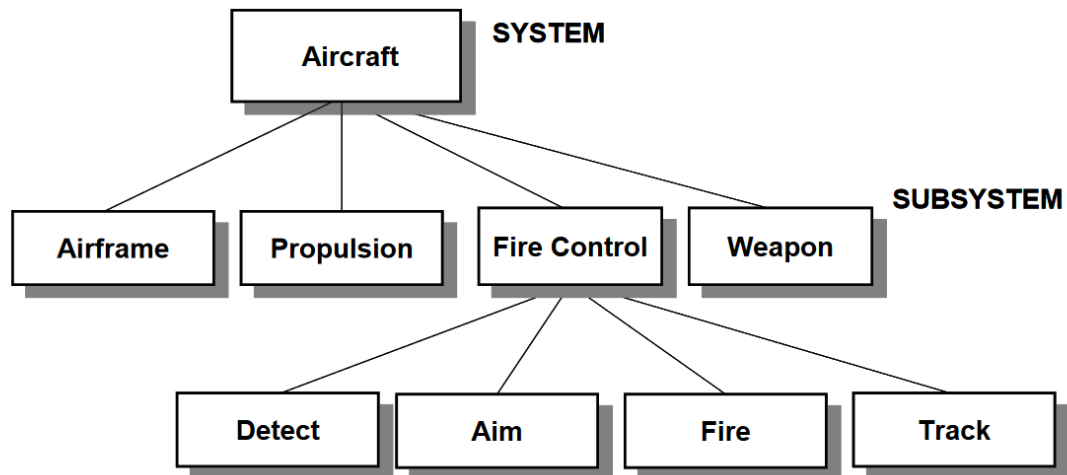 Aircraft
SYSTEM
Airframe
Propulsion
Fire Control
Weapon
SUBSYSTEM
Detect
Aim
Fire
Track